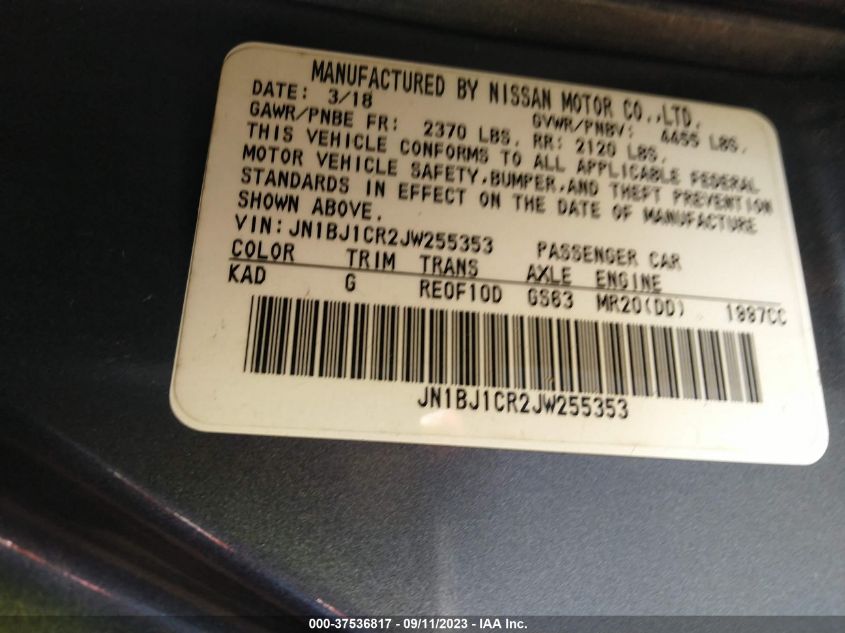 MANUFACTURED BY NISSAN MOTOR CO.,LTD.
DATE: 3/18 GVWR/PNBV: 4455 LBS.
GAWR/PNBE FR: 2370 LBS. RR: 2120 LBS.
THIS VEHICLE CONFORMS TO ALL APPLICABLE FEDERAL
MOTOR VEHICLE SAFETY,BUMPER,AND THEFT PREVENTION
STANDARDS IN EFFECT ON THE DATE OF MANUFACTURE
SHOWN ABOVE.
VIN:JN1BJ1CR2JW255353 PASSENGER CAR
COLOR TRIM TRANS AXLE ENGINE
KAD G RE0F10D GS63 MR20(DD) 1997CC
JN1BJ1CR2JW255353
000-37536817 / 09/11/2023 - IAA Inc.